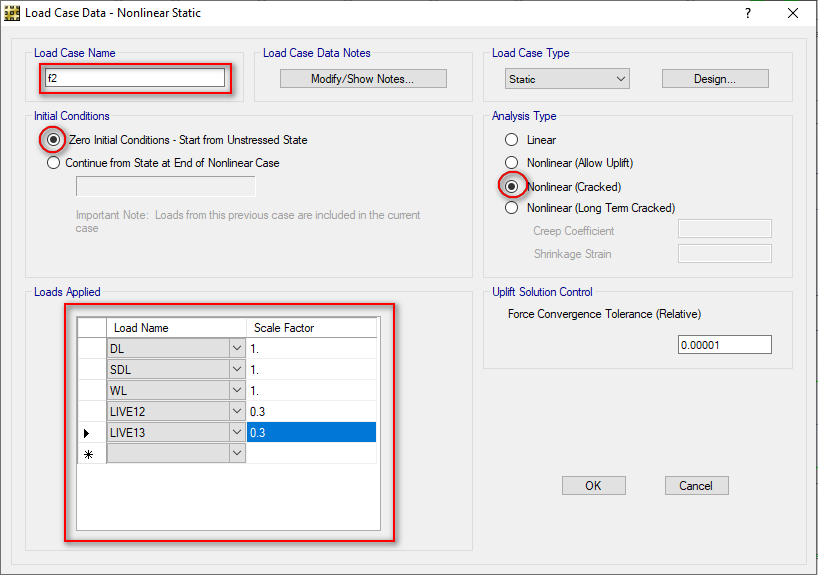 Load Case Data - Nonlinear Static
?
Load Case Name
f2
Load Case Data Notes
Modify/Show Notes...
Load Case Type
Static
Design...
Initial Conditions
Zero Initial Conditions - Start from Unstressed State
Continue from State at End of Nonlinear Case
Important Note:  Loads from this previous case are included in the current
case
Analysis Type
Linear
Nonlinear (Allow Uplift)
Nonlinear (Cracked)
Nonlinear (Long Term Cracked)
Creep Coefficient
Shrinkage Strain
Loads Applied
Load Name Scale Factor
DL 1.
SDL 1.
WL 1.
LIVE12 0.3
LIVE13 0.3
Uplift Solution Control
Force Convergence Tolerance (Relative)
0.00001
OK
Cancel